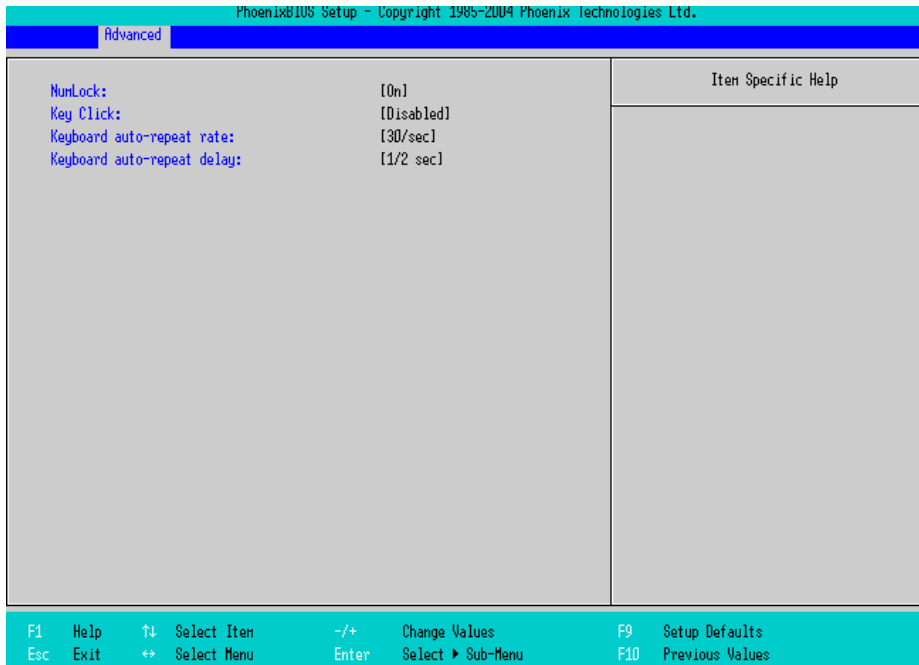 PhoenixBIOS Setup - Copyright 1985-2004 Phoenix Technologies Ltd.
Advanced
Item Specific Help
NumLock: [On]
Key Click: [Disabled]
Keyboard auto-repeat rate: [30/sec]
Keyboard auto-repeat delay: [1/2 sec]
F1 Help ↑↓ Select Item -/+ Change Values F9 Setup Defaults
Esc Exit ↔ Select Menu Enter Select ▶ Sub-Menu F10 Previous Values